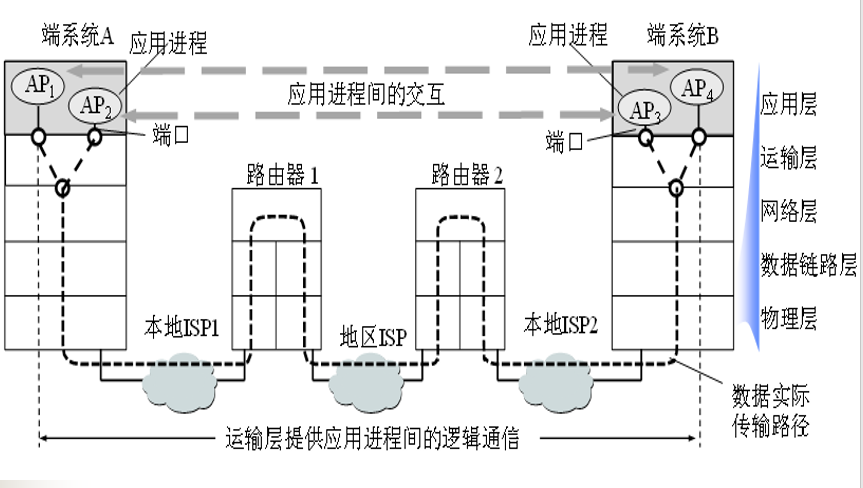 端系统A
应用进程
应用进程
端系统B
AP1
AP2
AP3
AP4
应用进程间的交互
端口
端口
应用层
运输层
网络层
数据链路层
物理层
路由器 1
路由器 2
本地ISP1
地区ISP
本地ISP2
数据实际
传输路径
运输层提供应用进程间的逻辑通信